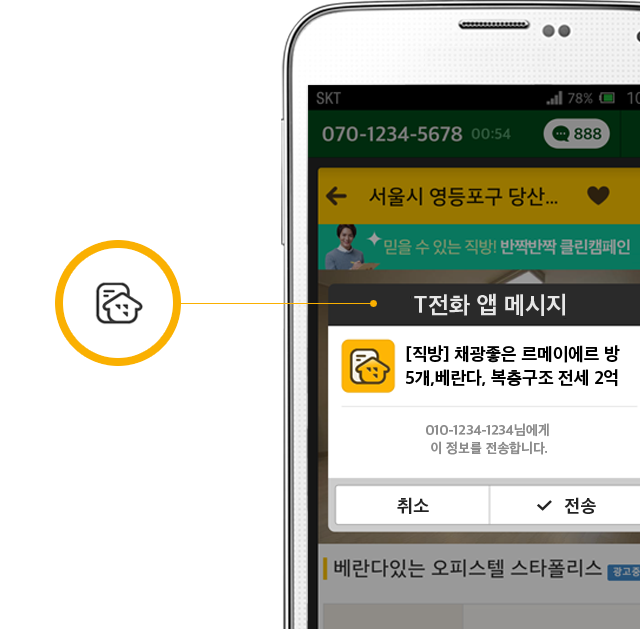 SKT 78% 10
070-1234-5678 00:54 888
서울시 영등포구 당산...
믿을 수 있는 직방! 반짝반짝 클린캠페인
T전화 앱 메시지
[직방] 채광좋은 르메이에르 방
5개,베란다, 복층구조 전세 2억
010-1234-1234님에게
이 정보를 전송합니다.
취소 전송
베란다있는 오피스텔 스타폴리스 광고중